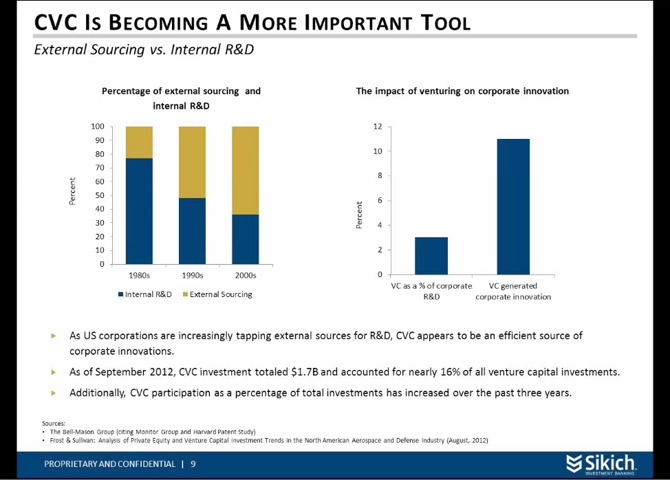 CVC IS BECOMING A MORE IMPORTANT TOOL
External Sourcing vs. Internal R&D
Percentage of external sourcing and
internal R&D
100
90
80
70
60
50
40
30
20
10
0
Percent
1980s 1990s 2000s
Internal R&D External Sourcing
The impact of venturing on corporate innovation
12
10
8
6
4
2
0
Percent
VC as a % of corporate
R&D
VC generated
corporate innovation
As US corporations are increasingly tapping external sources for R&D, CVC appears to be an efficient source of
corporate innovations.
As of September 2012, CVC investment totaled $1.7B and accounted for nearly 16% of all venture capital investments.
Additionally, CVC participation as a percentage of total investments has increased over the past three years.
Sources:
• The Bell-Mason Group (citing Monitor Group and Harvard Patent Study)
• Frost & Sullivan: Analysis of Private Equity and Venture Capital Investment Trends in the North American Aerospace and Defense Industry (August, 2012)
PROPRIETARY AND CONFIDENTIAL | 9
Sikich
INVESTMENT BANKING